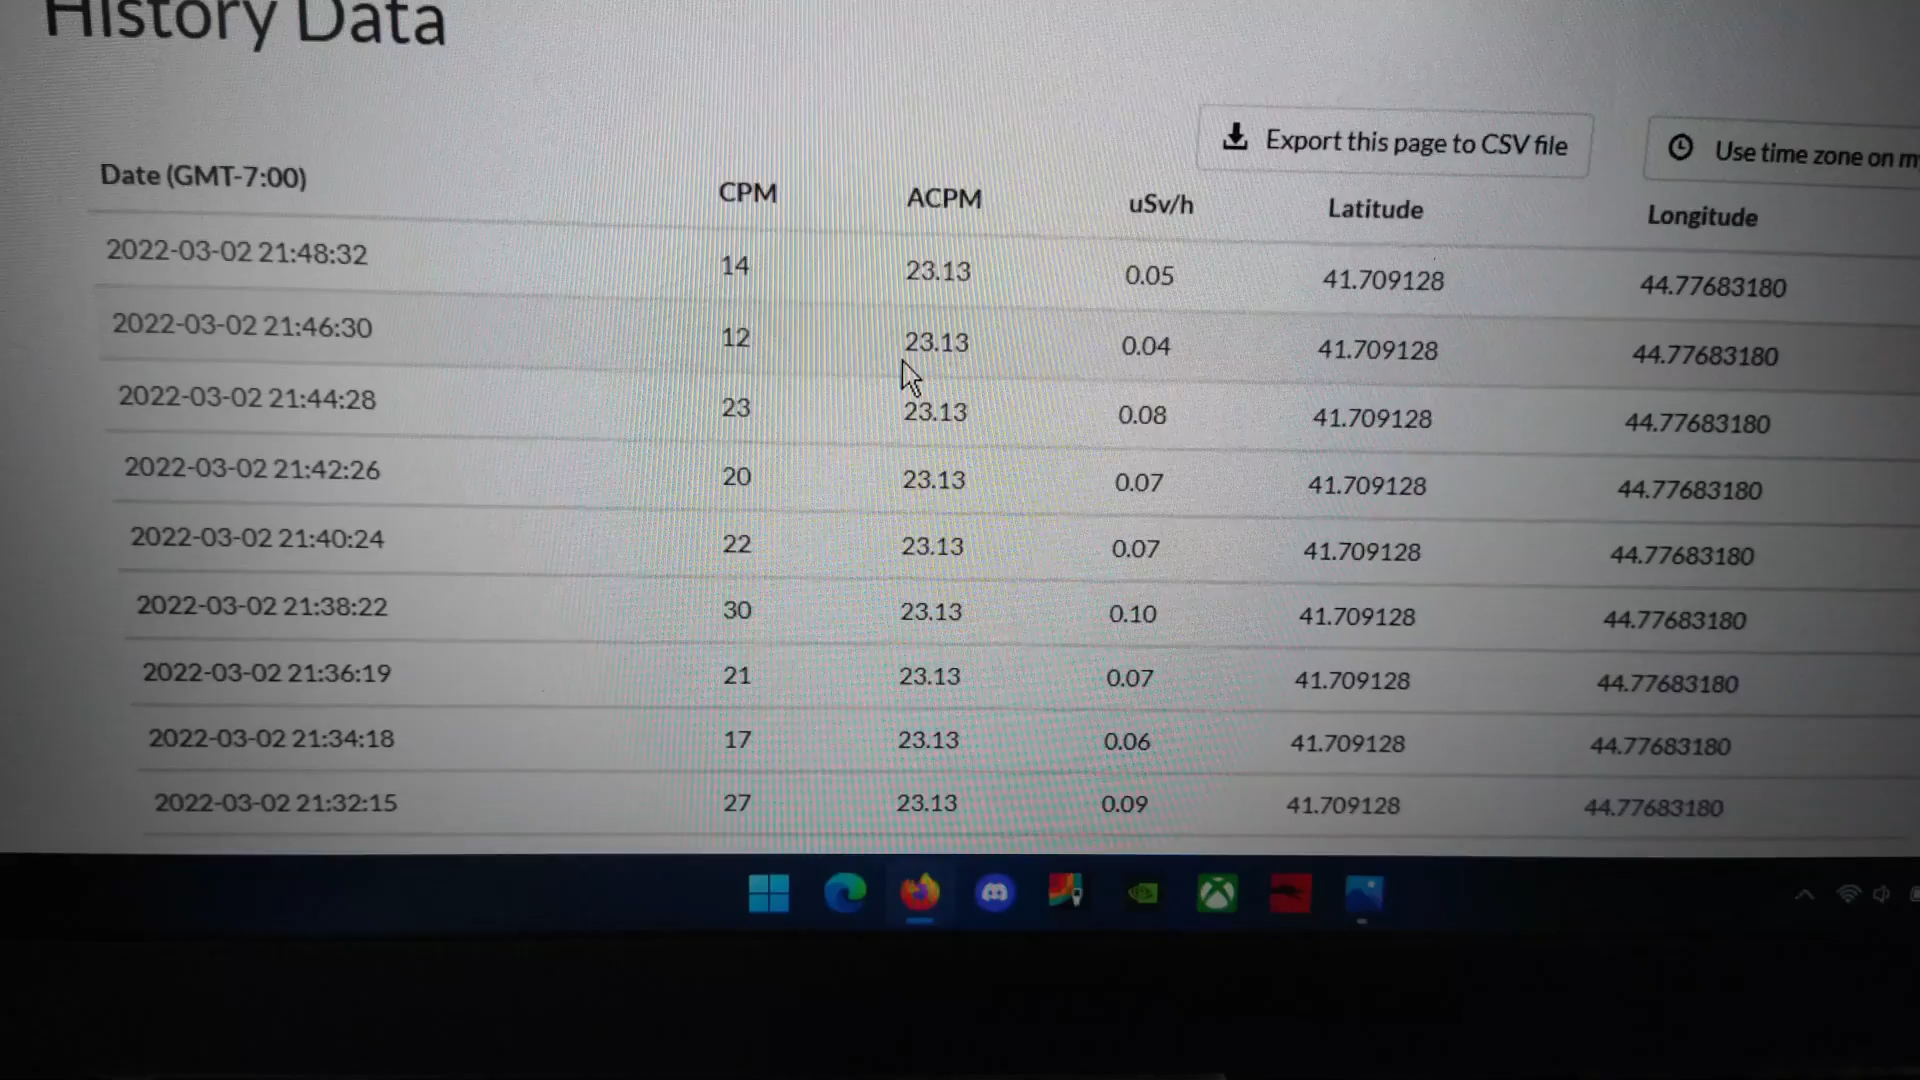 History Data
Export this page to CSV file
Use time zone on m
Date (GMT-7:00) CPM ACPM uSv/h Latitude Longitude
2022-03-02 21:48:32 14 23.13 0.05 41.709128 44.77683180
2022-03-02 21:46:30 12 23.13 0.04 41.709128 44.77683180
2022-03-02 21:44:28 23 23.13 0.08 41.709128 44.77683180
2022-03-02 21:42:26 20 23.13 0.07 41.709128 44.77683180
2022-03-02 21:40:24 22 23.13 0.07 41.709128 44.77683180
2022-03-02 21:38:22 30 23.13 0.10 41.709128 44.77683180
2022-03-02 21:36:19 21 23.13 0.07 41.709128 44.77683180
2022-03-02 21:34:18 17 23.13 0.06 41.709128 44.77683180
2022-03-02 21:32:15 27 23.13 0.09 41.709128 44.77683180